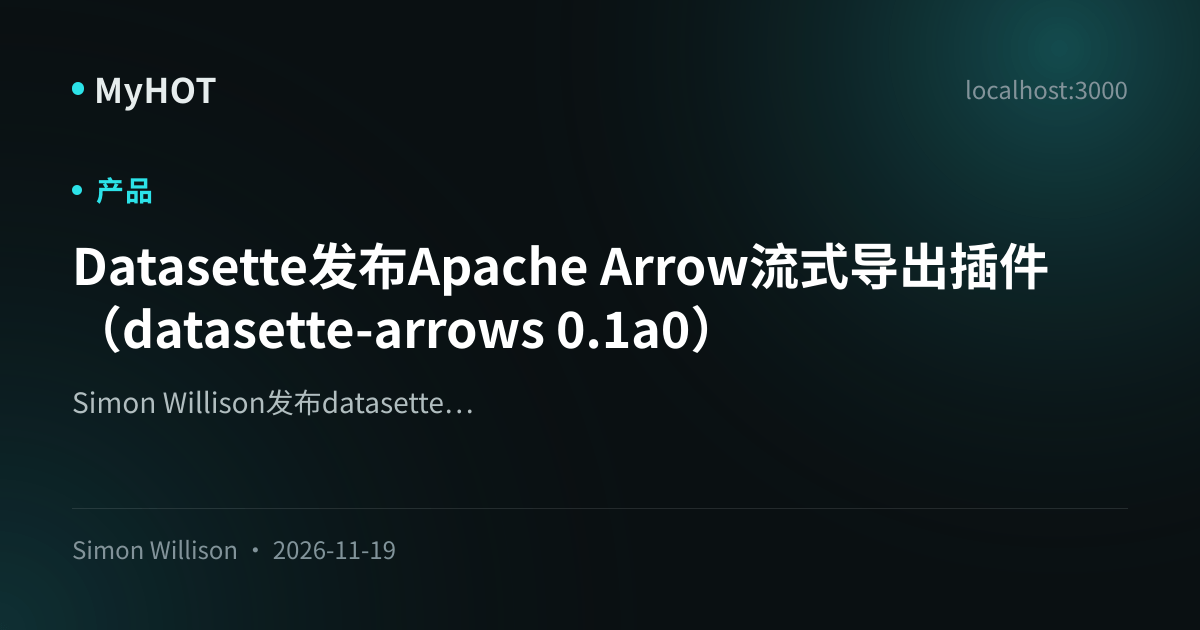 MyHOT
localhost:3000
产品
Datasette发布Apache Arrow流式导出插件
（datasette-arrows 0.1a0）
Simon Willison发布datasette…
Simon Willison · 2026-11-19